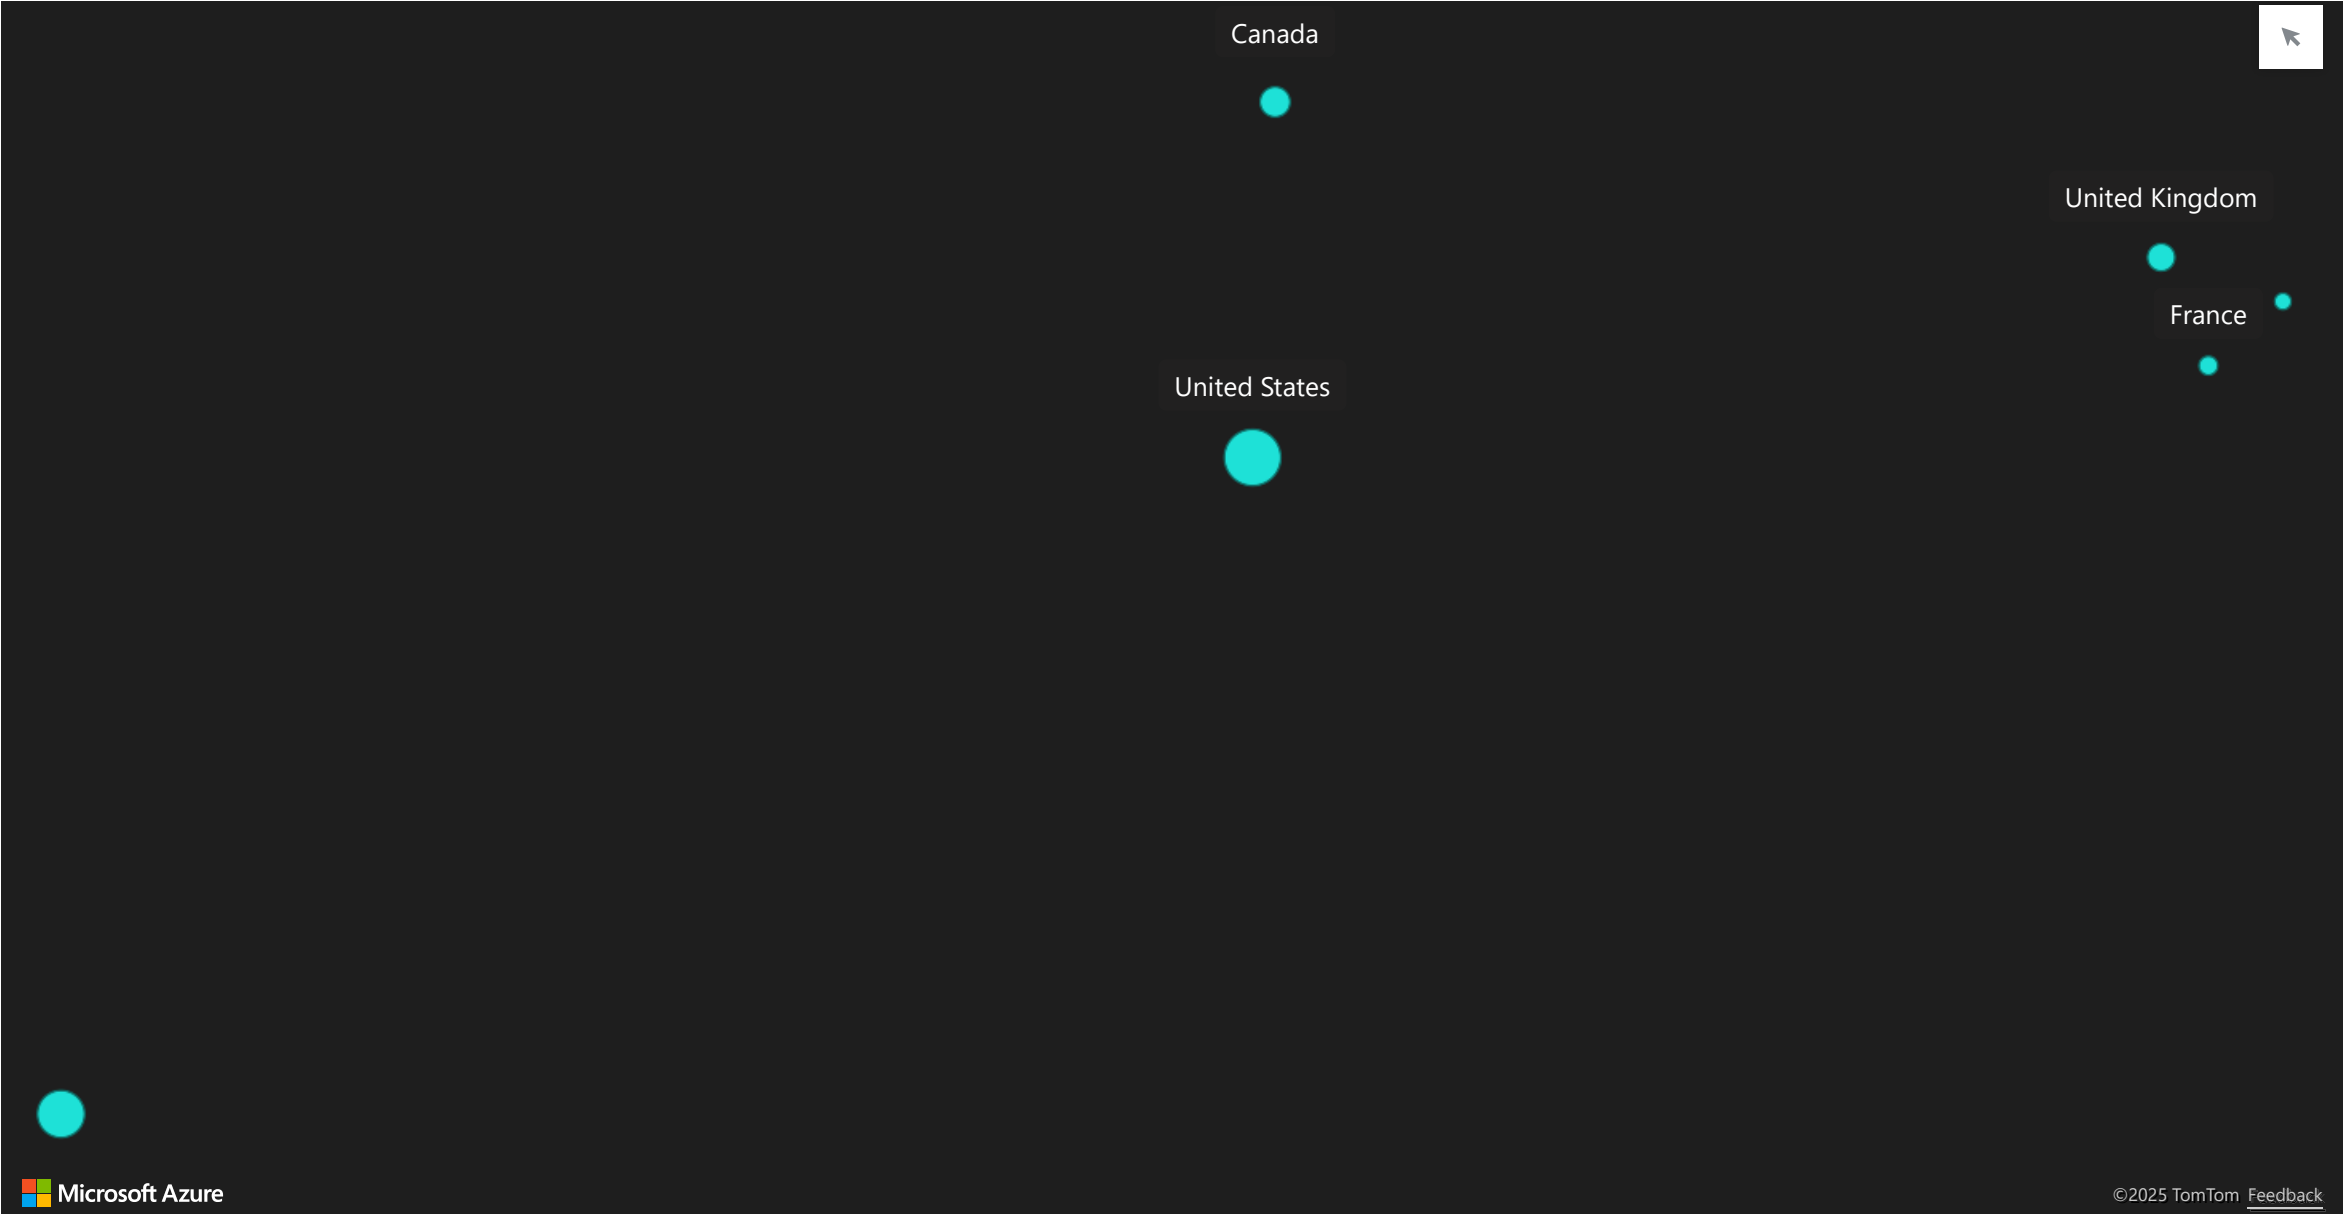 Canada
United Kingdom
France
United States
Microsoft Azure
©2025 TomTom Feedback